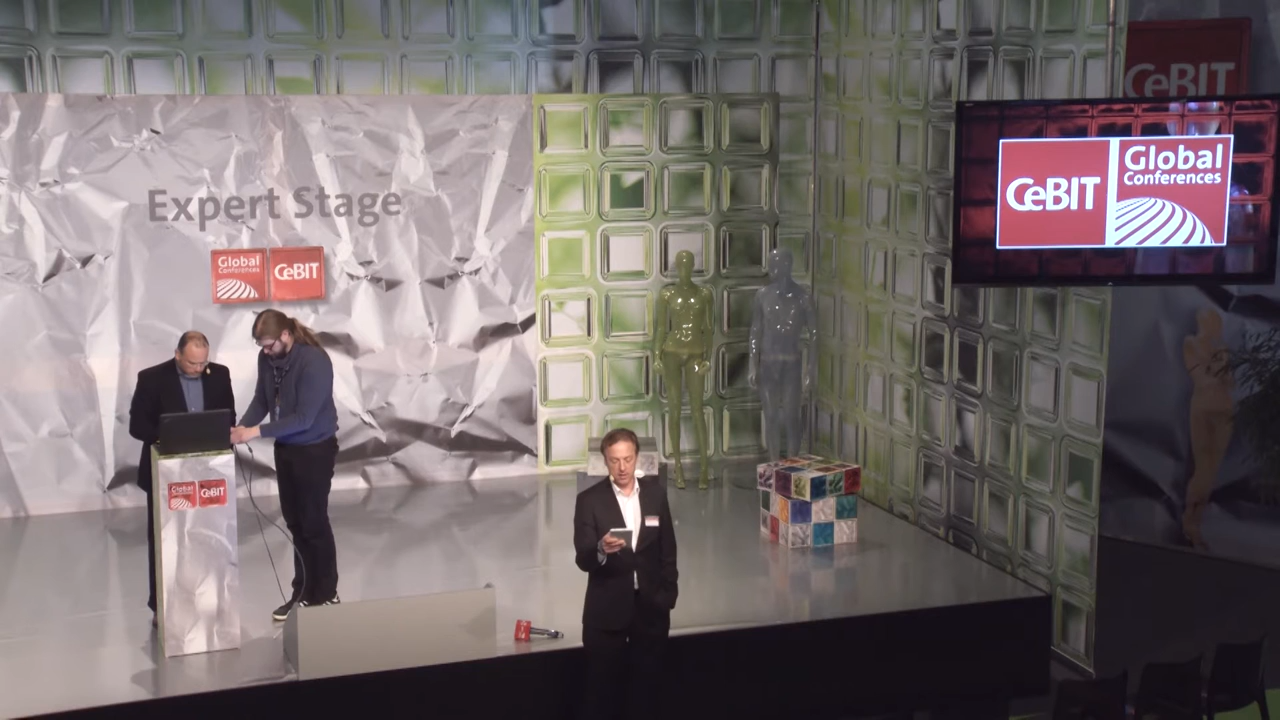 CeBIT
CeBIT
Global
Conferences
Expert Stage
Global
Conferences
CeBIT
Global
CeBIT